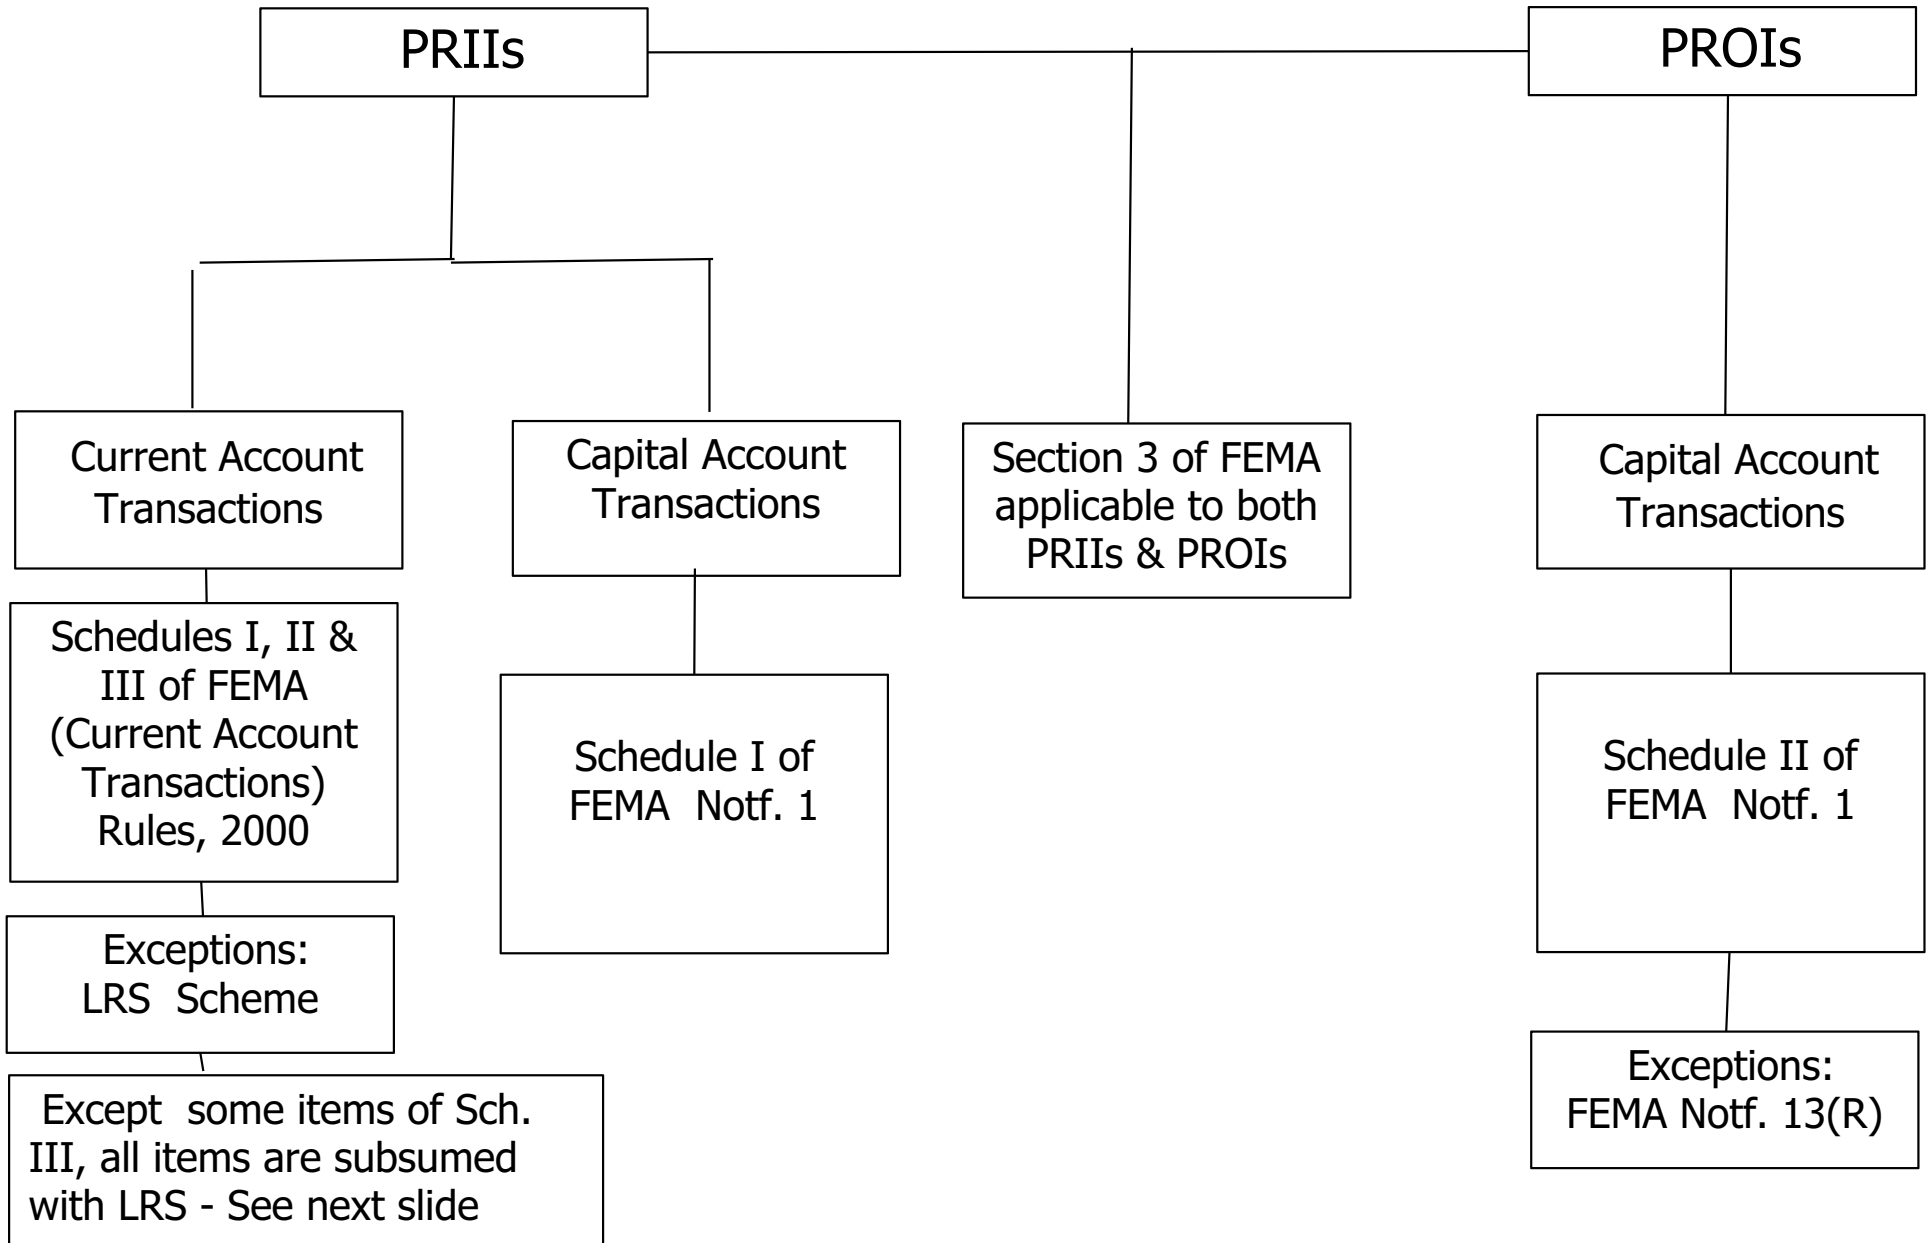 PRIIs
PROIs
Current Account
Transactions
Capital Account
Transactions
Section 3 of FEMA
applicable to both
PRIIs & PROIs
Capital Account
Transactions
Schedules I, II &
III of FEMA
(Current Account
Transactions)
Rules, 2000
Schedule I of
FEMA Notf. 1
Schedule II of
FEMA Notf. 1
Exceptions:
LRS Scheme
Exceptions:
FEMA Notf. 13(R)
Except some items of Sch.
III, all items are subsumed
with LRS - See next slide